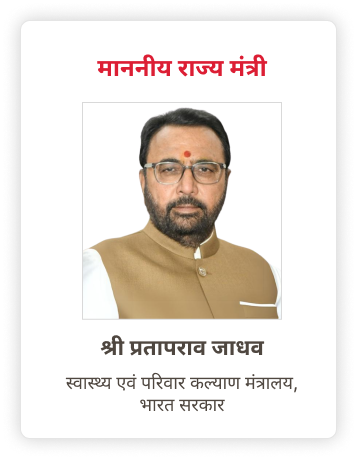 माननीय राज्य मंत्री
श्री प्रतापराव जाधव
स्वास्थ्य एवं परिवार कल्याण मंत्रालय,
भारत सरकार